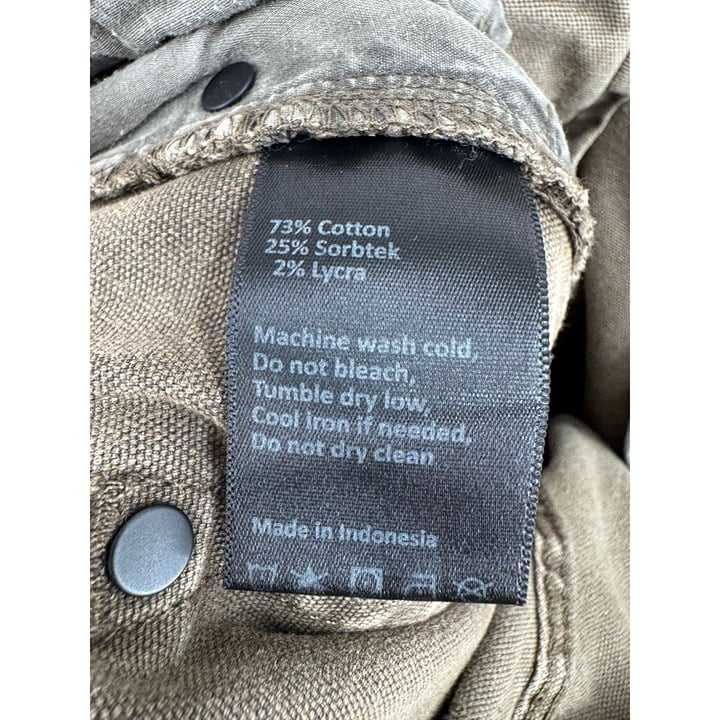 73% Cotton
25% Sorbtek
2% Lycra
Machine wash cold,
Do not bleach,
Tumble dry low,
Cool iron if needed,
Do not dry clean
Made in Indonesia